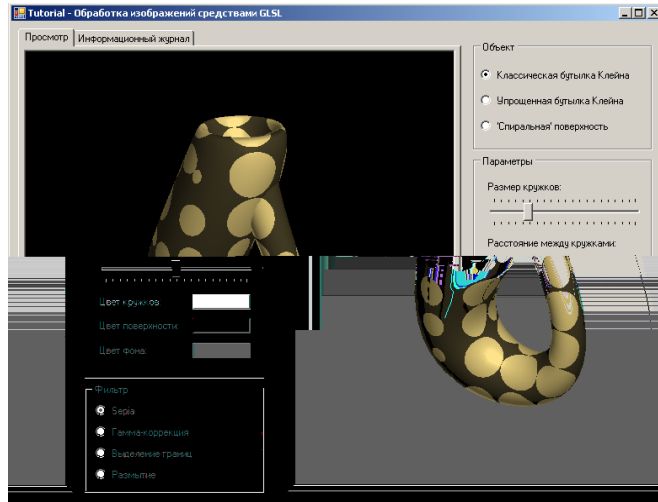 Tutorial - Обработка изображений средствами GLSL
Просмотр
Информационный журнал
Объект
Классическая бутылка Клейна
Упрощенная бутылка Клейна
'Спиральная' поверхность
Параметры
Размер кружков:
Расстояние между кружками:
Цвет кружков:
Цвет поверхности:
Цвет фона:
Фильтр
Sepia
Гамма-коррекция
Выделение границ
Размытие